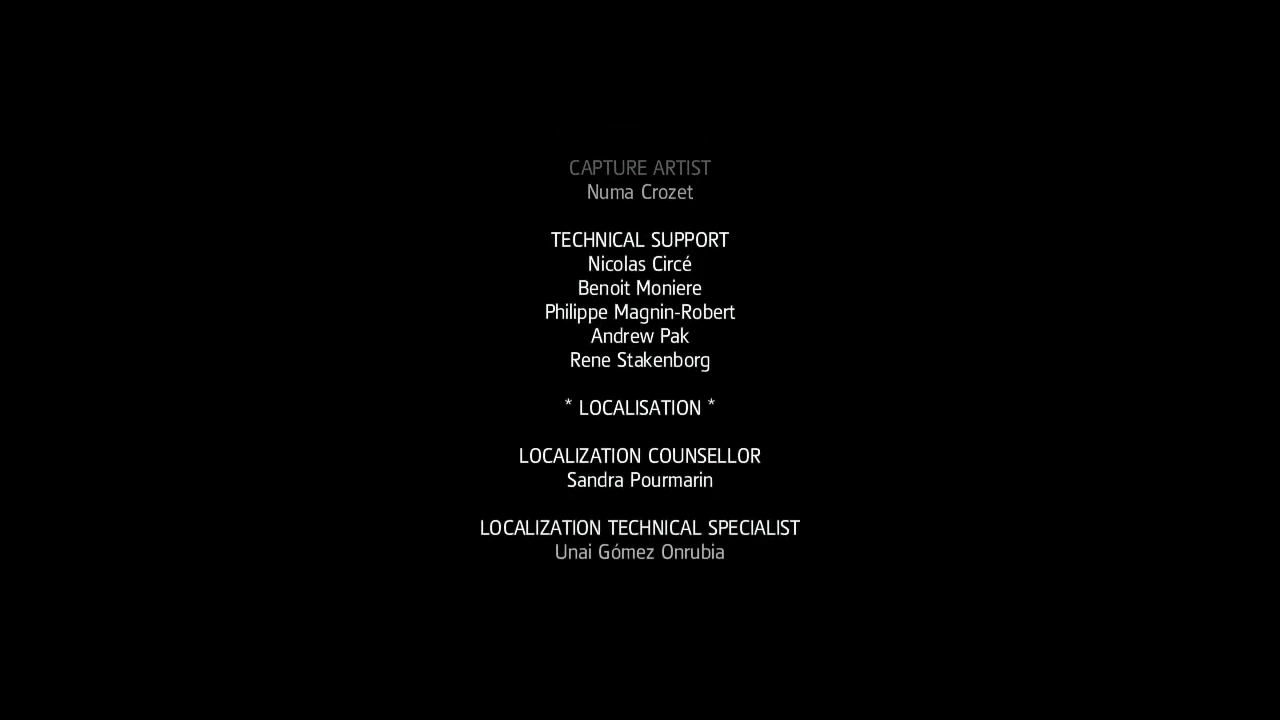 CAPTURE ARTIST
Numa Crozet
TECHNICAL SUPPORT
Nicolas Circé
Benoit Moniere
Philippe Magnin-Robert
Andrew Pak
Rene Stakenborg
* LOCALISATION *
LOCALIZATION COUNSELLOR
Sandra Pourmarin
LOCALIZATION TECHNICAL SPECIALIST
Unai Gómez Onrubia